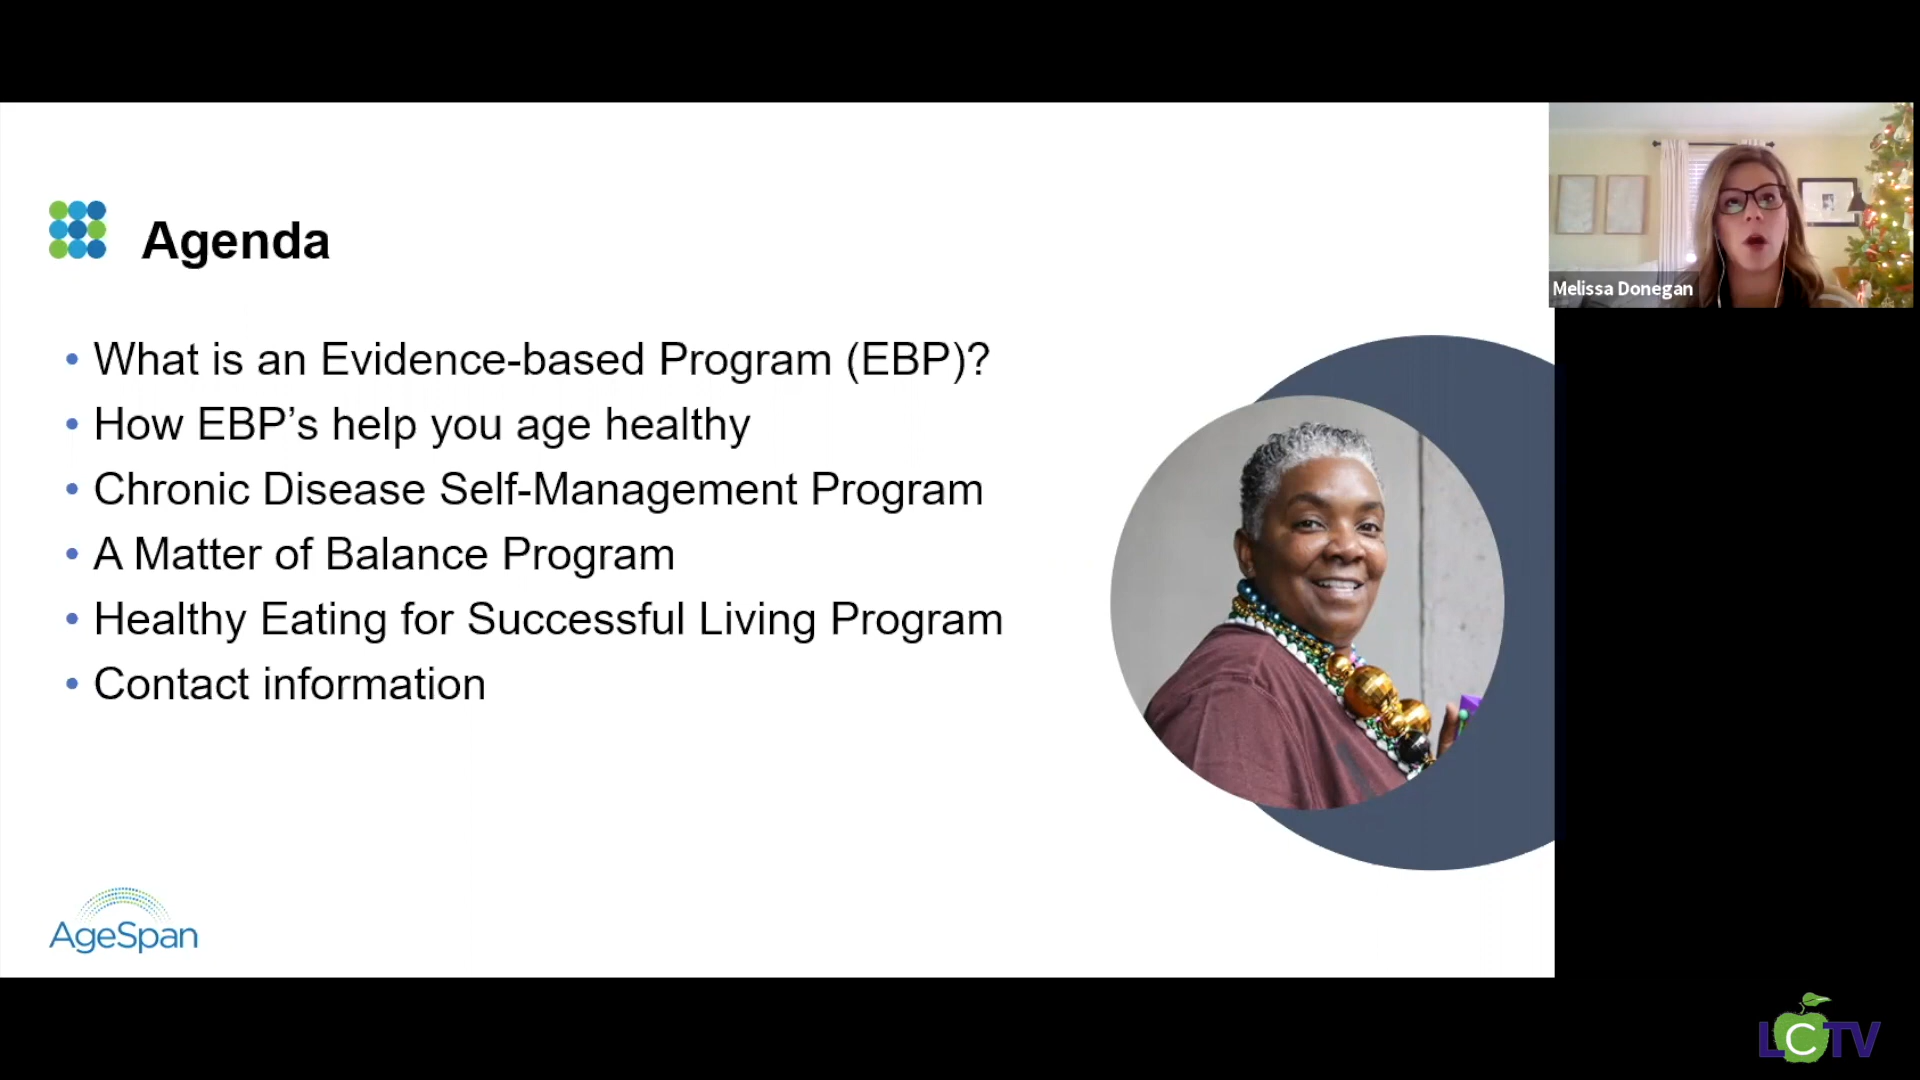 Agenda
• What is an Evidence-based Program (EBP)?
• How EBP’s help you age healthy
• Chronic Disease Self-Management Program
• A Matter of Balance Program
• Healthy Eating for Successful Living Program
• Contact information
AgeSpan
Melissa Donegan
LCTV